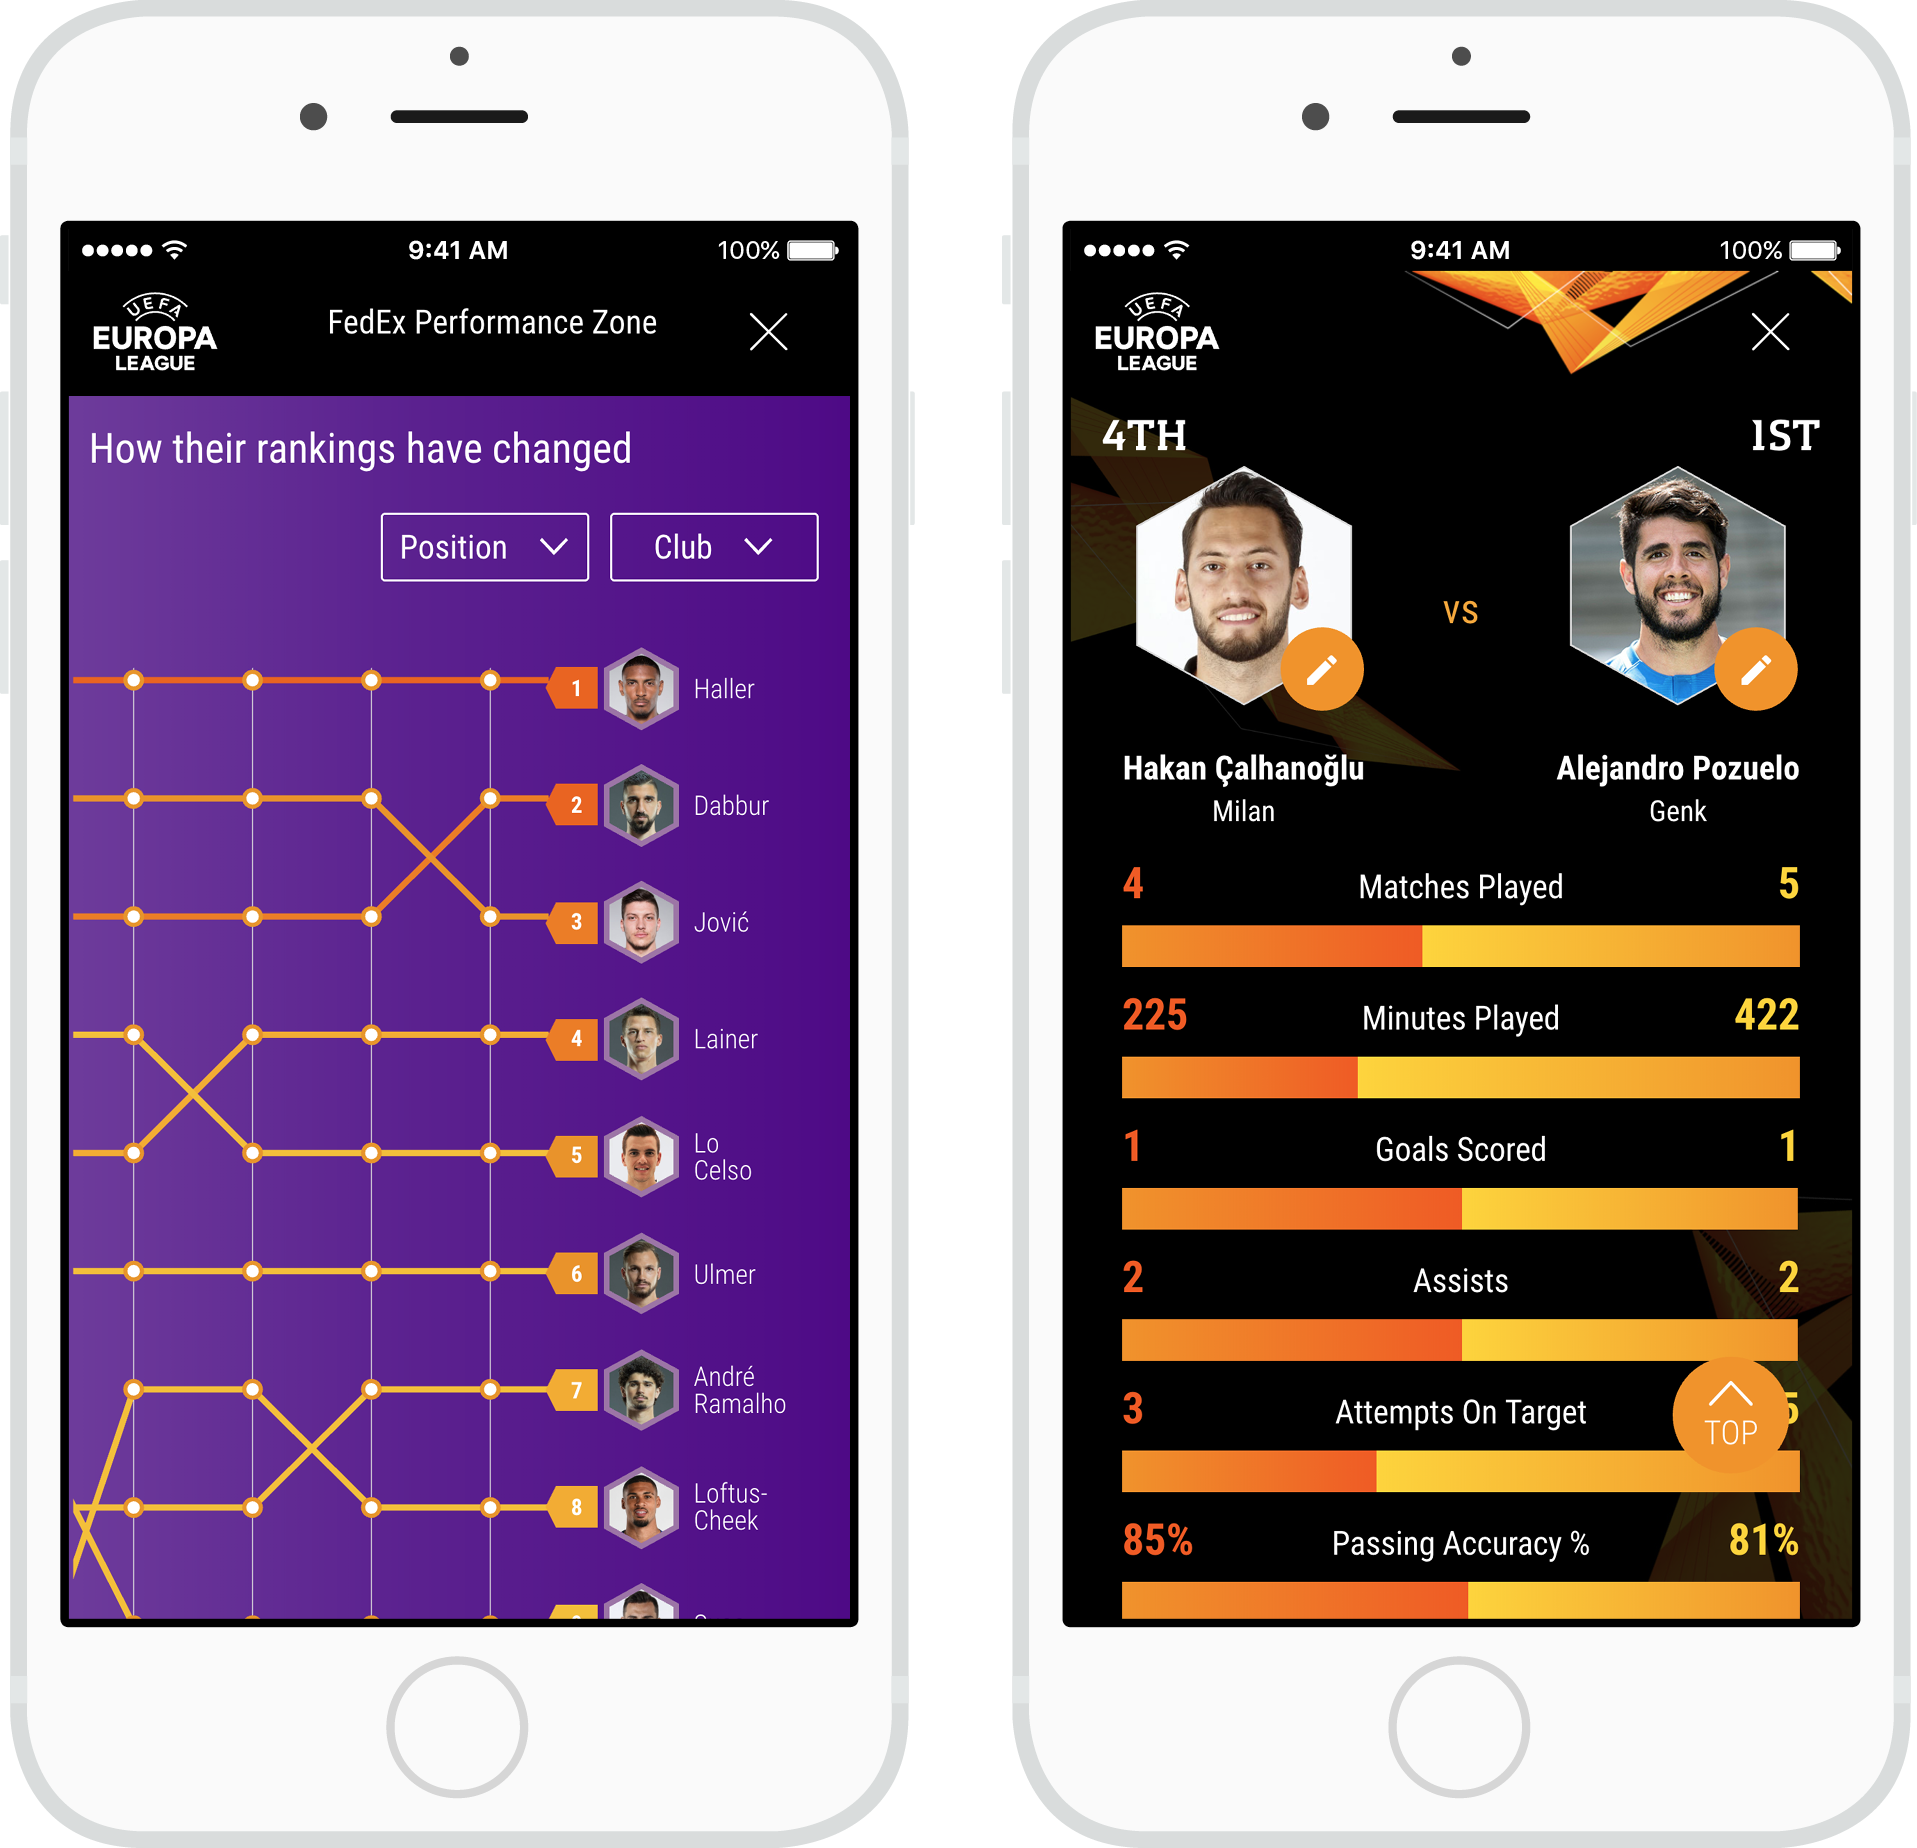 9:41 AM
100%
UEFA
EUROPA
LEAGUE
FedEx Performance Zone
How their rankings have changed
Position
Club
1
Haller
2
Dabbur
3
Jović
4
Lainer
5
Lo
Celso
6
Ulmer
7
André
Ramalho
8
Loftus-
Cheek
9:41 AM
100%
UEFA
EUROPA
LEAGUE
4TH
1ST
VS
Hakan Çalhanoğlu
Alejandro Pozuelo
Milan
Genk
4 Matches Played 5
225 Minutes Played 422
1 Goals Scored 1
2 Assists 2
3 Attempts On Target 5
TOP
85% Passing Accuracy % 81%